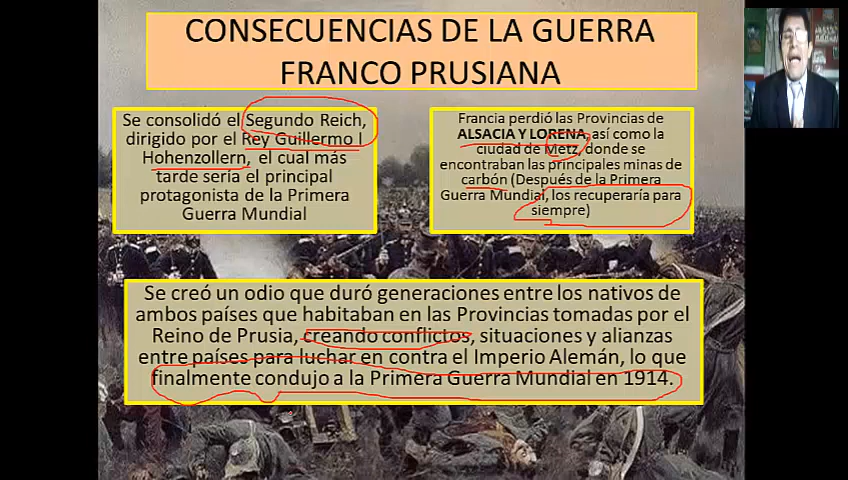 CONSECUENCIAS DE LA GUERRA
FRANCO PRUSIANA
Se consolidó el Segundo Reich,
dirigido por el Rey Guillermo I
Hohenzollern, el cual más
tarde sería el principal
protagonista de la Primera
Guerra Mundial
Francia perdió las Provincias de
ALSACIA Y LORENA, así como la
ciudad de Metz, donde se
encontraban las principales minas de
carbón (Después de la Primera
Guerra Mundial, los recuperaría para
siempre)
Se creó un odio que duró generaciones entre los nativos de
ambos países que habitaban en las Provincias tomadas por el
Reino de Prusia, creando conflictos, situaciones y alianzas
entre países para luchar en contra el Imperio Alemán, lo que
finalmente condujo a la Primera Guerra Mundial en 1914.